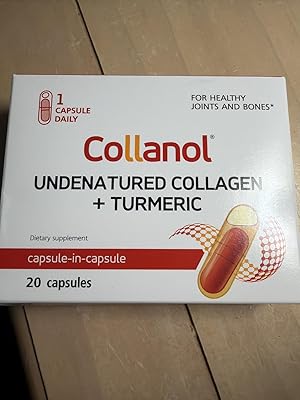 1
CAPSULE
DAILY
FOR HEALTHY
JOINTS AND BONES*
Collanol®
UNDENATURED COLLAGEN
+ TURMERIC
Dietary supplement
capsule-in-capsule
20 capsules